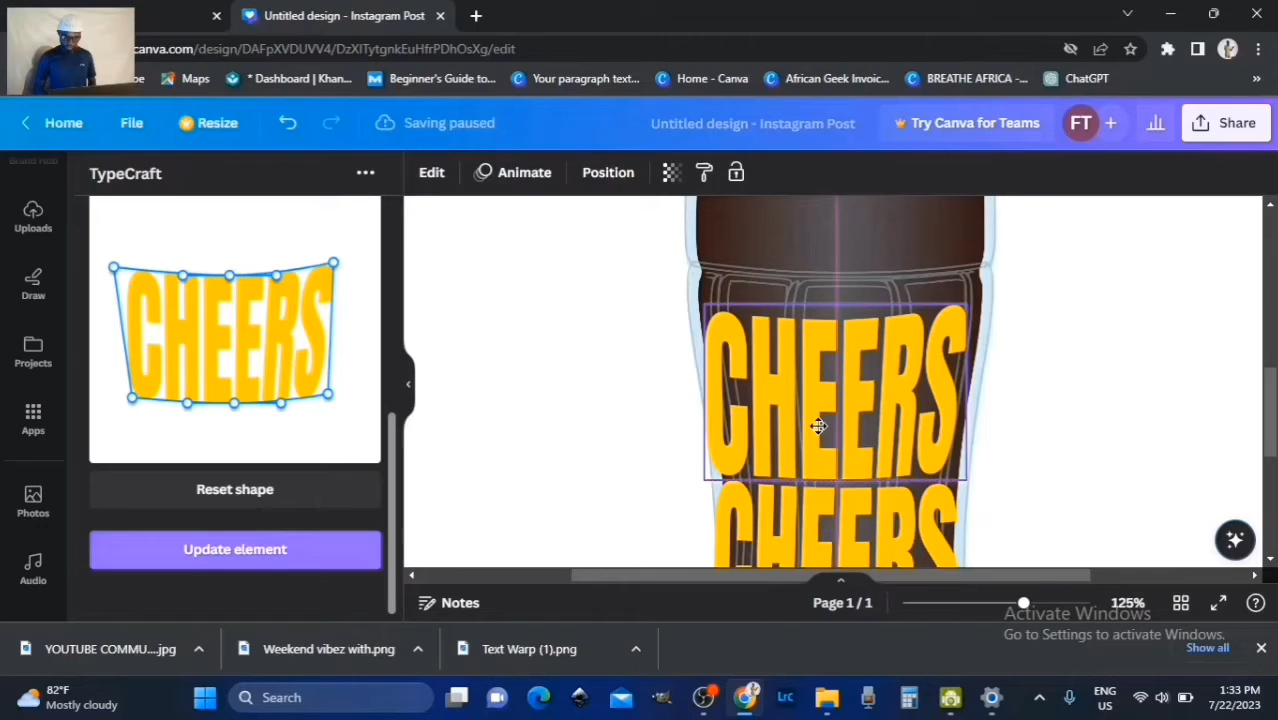 Untitled design - Instagram Post
canva.com/design/DAFpXVDUVV4/DzXITytgnkEuHfrPDhOsXg/edit
Maps
* Dashboard | Khan...
Beginner's Guide to...
Your paragraph text...
Home - Canva
African Geek Invoic...
BREATHE AFRICA -...
ChatGPT
Home
File
Resize
Saving paused
Untitled design - Instagram Post
Try Canva for Teams
FT
Share
Brand Hub
Uploads
Draw
Projects
Apps
Photos
Audio
TypeCraft
CHEERS
Reset shape
Update element
Edit
Animate
Position
CHEERS
CHEERS
Notes
Page 1 / 1
125%
Activate Windows
Go to Settings to activate Windows.
YOUTUBE COMMU....jpg
Weekend vibez with.png
Text Warp (1).png
Show all
82°F
Mostly cloudy
Search
Lrc
ENG
US
1:33 PM
7/22/2023